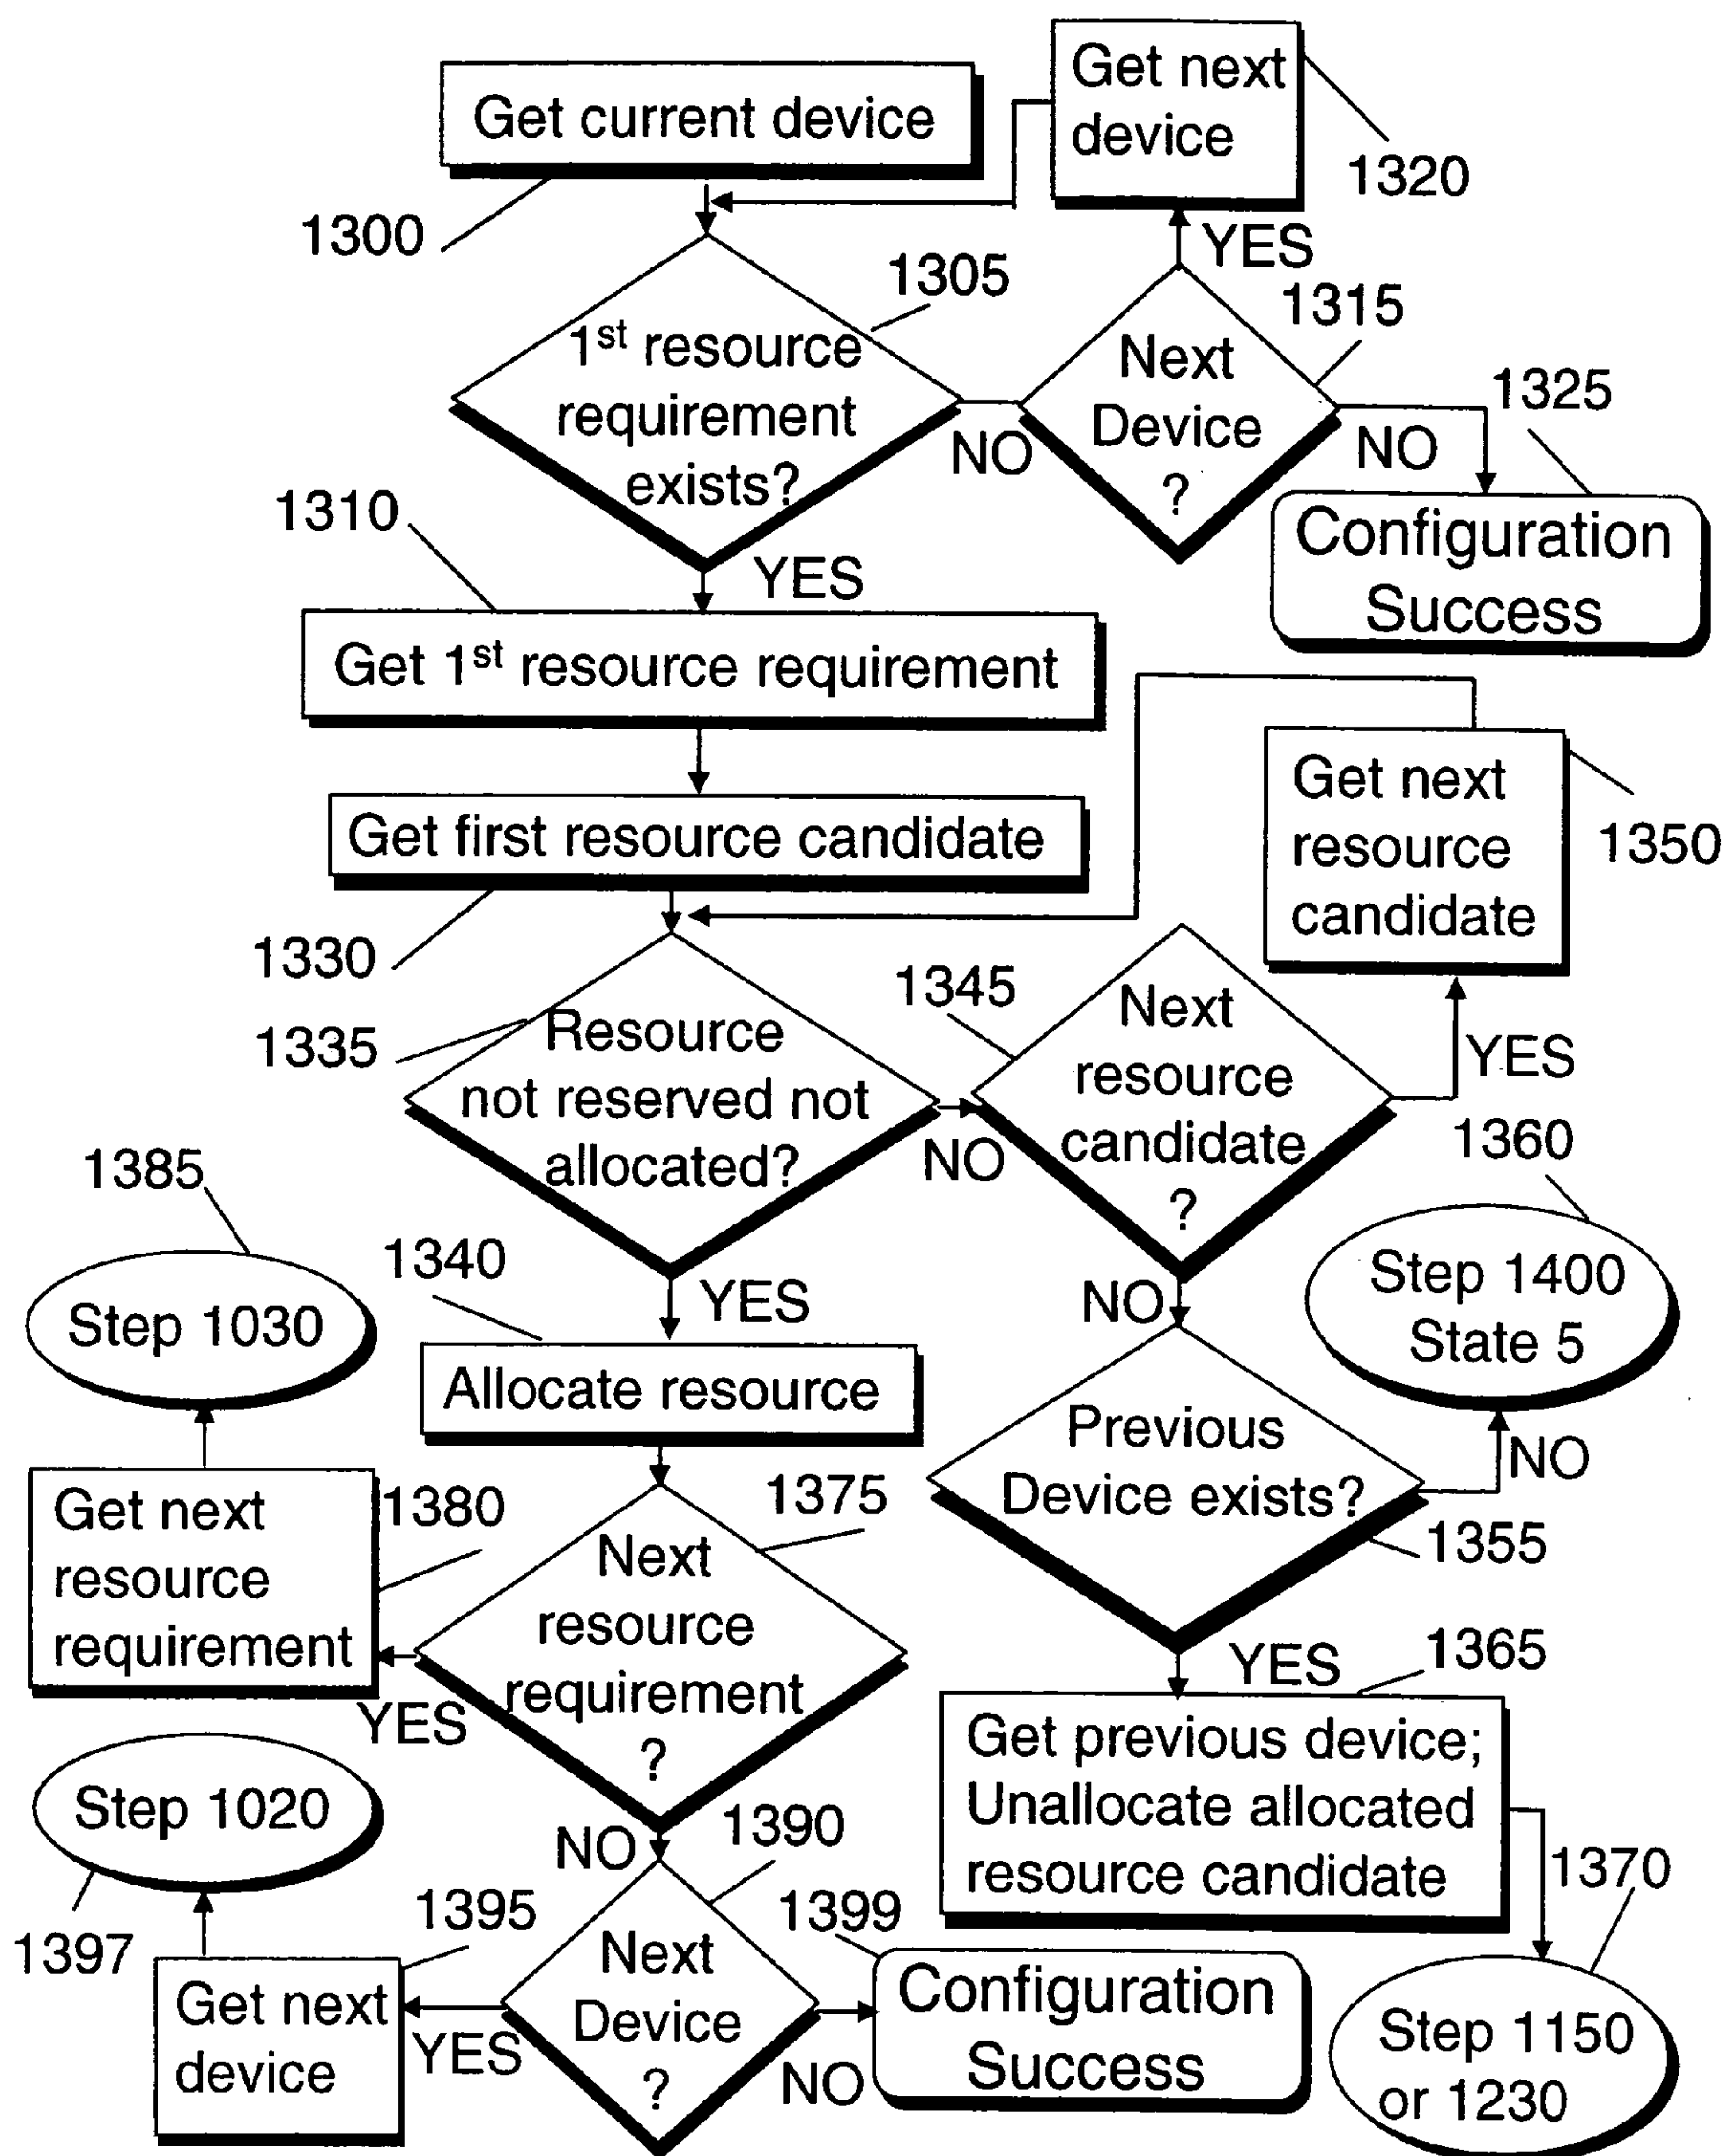 Get current device
1300
Get next
device
1320
1st resource
requirement
exists?
1305
NO
YES
Next
Device
?
1315
YES
NO
1325
Configuration
Success
1310
Get 1st resource requirement
Get first resource candidate
1330
Get next
resource
candidate
1350
1335
Resource
not reserved not
allocated?
NO
YES
1345
Next
resource
candidate
?
YES
NO
1360
Step 1400
State 5
1385
Step 1030
1340
Allocate resource
Previous
Device exists?
NO
1355
YES
Get next
resource
requirement
1380
1375
Next
resource
requirement
?
YES
NO
1365
Get previous device;
Unallocate allocated
resource candidate
1370
Step 1150
or 1230
Step 1020
1397
1390
1395
Get next
device
Next
Device
?
YES
NO
1399
Configuration
Success